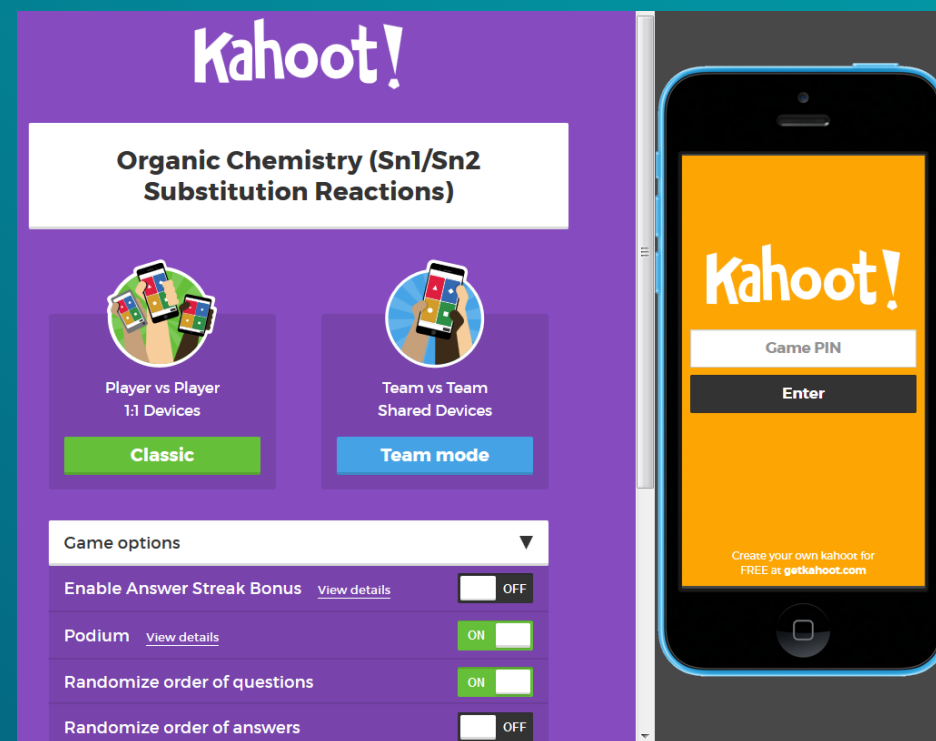 Kahoot!
Organic Chemistry (Sn1/Sn2
Substitution Reactions)
Player vs Player
1:1 Devices
Classic
Team vs Team
Shared Devices
Team mode
Game options ▼
Enable Answer Streak Bonus View details OFF
Podium View details ON
Randomize order of questions ON
Randomize order of answers OFF
Kahoot!
Game PIN
Enter
Create your own kahoot for
FREE at getkahoot.com